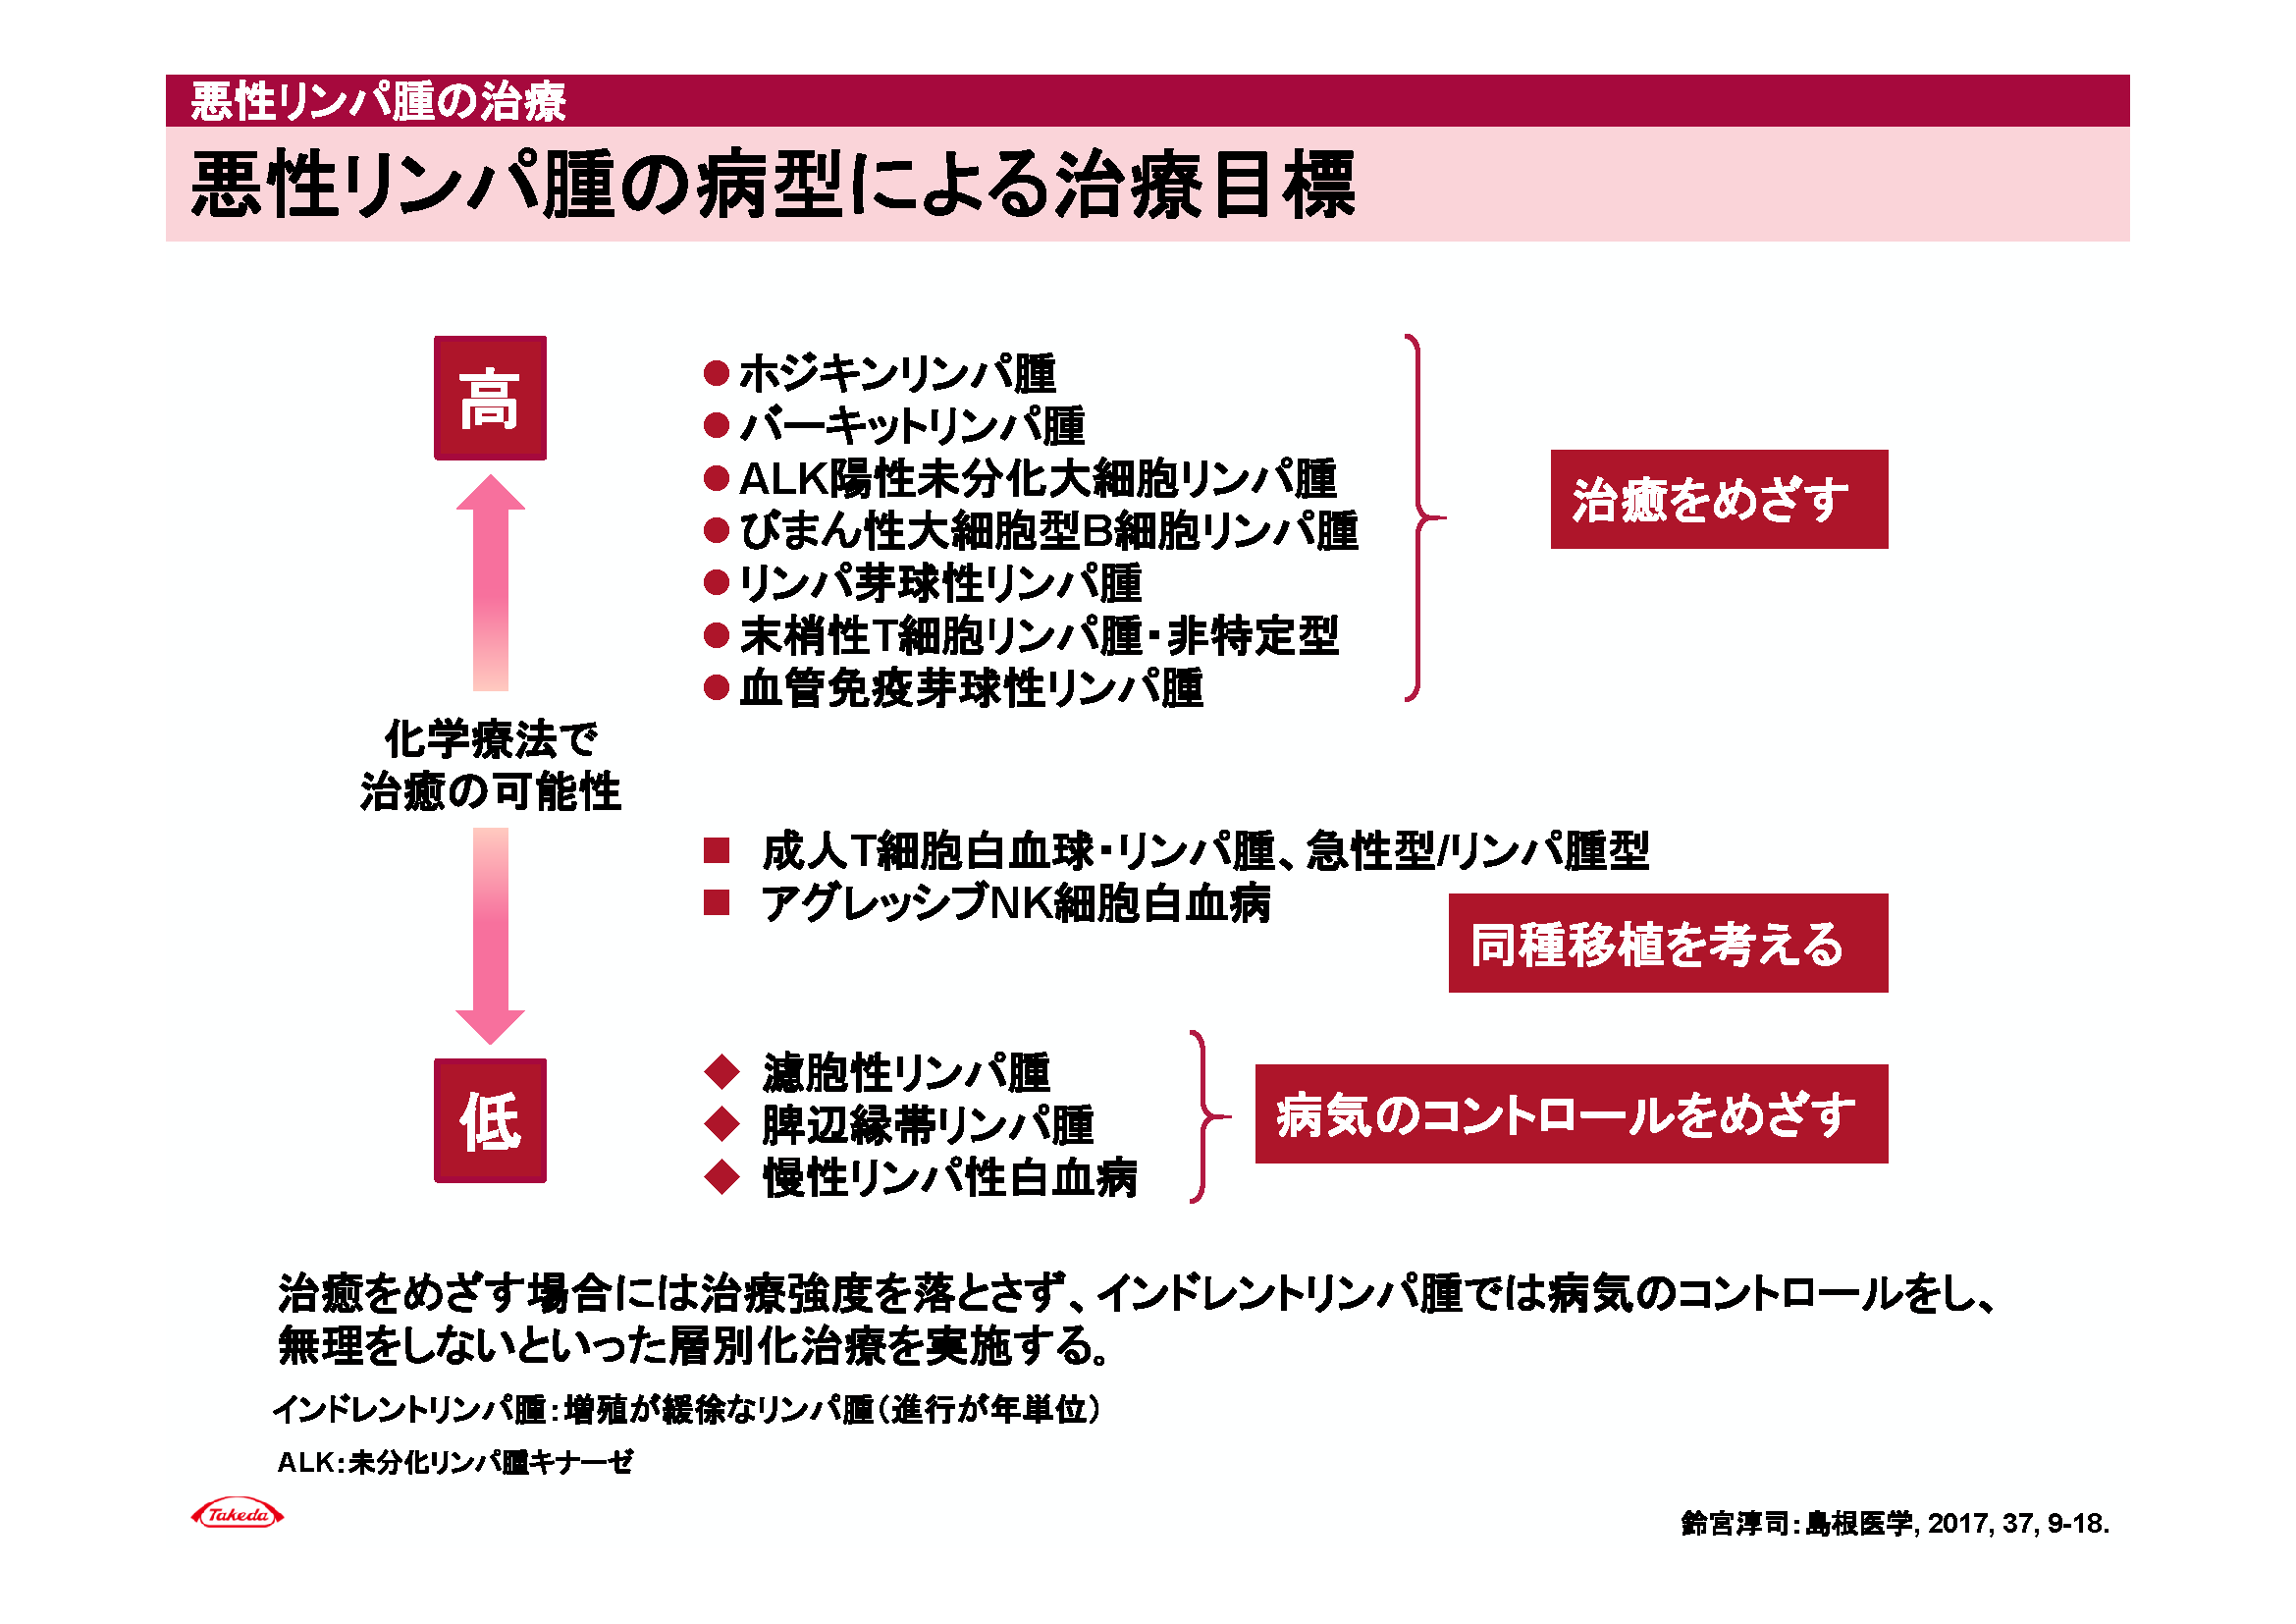 悪性リンパ腫の治療
悪性リンパ腫の病型による治療目標
高
化学療法で
治癒の可能性
低
●ホジキンリンパ腫
●バーキットリンパ腫
●ALK陽性未分化大細胞リンパ腫
●びまん性大細胞型B細胞リンパ腫
●リンパ芽球性リンパ腫
●末梢性T細胞リンパ腫・非特定型
●血管免疫芽球性リンパ腫
治癒をめざす
■ 成人T細胞白血球・リンパ腫、急性型/リンパ腫型
■ アグレッシブNK細胞白血病
同種移植を考える
◆ 濾胞性リンパ腫
◆ 脾辺縁帯リンパ腫
◆ 慢性リンパ性白血病
病気のコントロールをめざす
治癒をめざす場合には治療強度を落とさず、インドレントリンパ腫では病気のコントロールをし、
無理をしないといった層別化治療を実施する。
インドレントリンパ腫：増殖が緩徐なリンパ腫（進行が年単位）
ALK：未分化リンパ腫キナーゼ
Takeda
鈴宮淳司：島根医学, 2017, 37, 9-18.